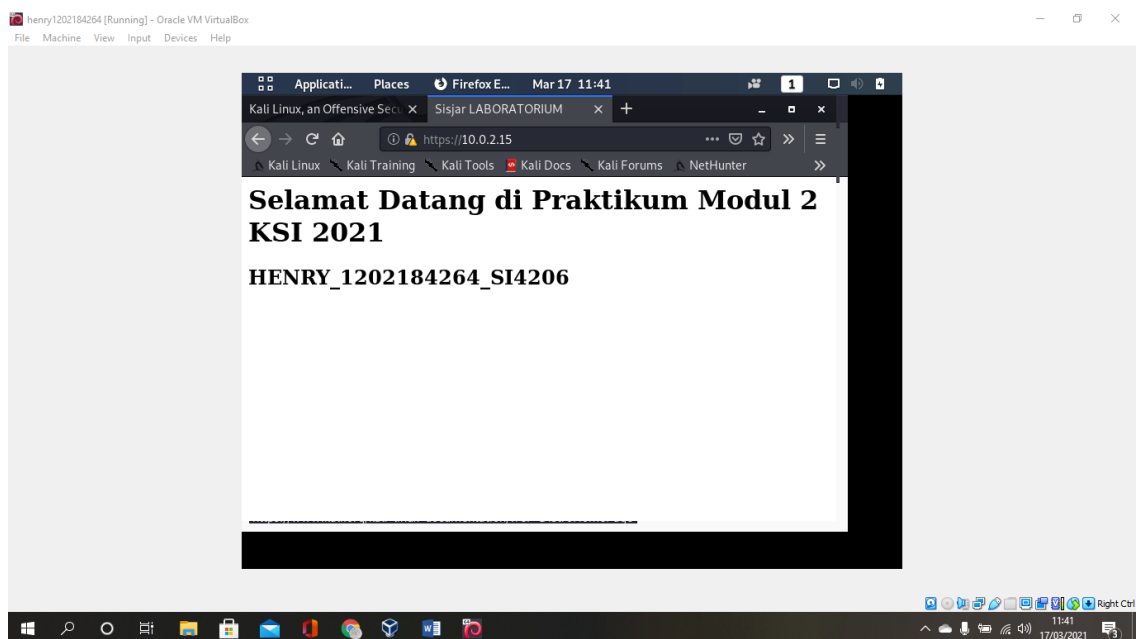 henry1202184264 [Running] - Oracle VM VirtualBox
File Machine View Input Devices Help
Applicati... Places Firefox E... Mar 17 11:41 1
Kali Linux, an Offensive Secu Sisjar LABORATORIUM
https://10.0.2.15
Kali Linux Kali Training Kali Tools Kali Docs Kali Forums NetHunter
Selamat Datang di Praktikum Modul 2
KSI 2021
HENRY_1202184264_SI4206
Right Ctrl
11:41
17/03/2021